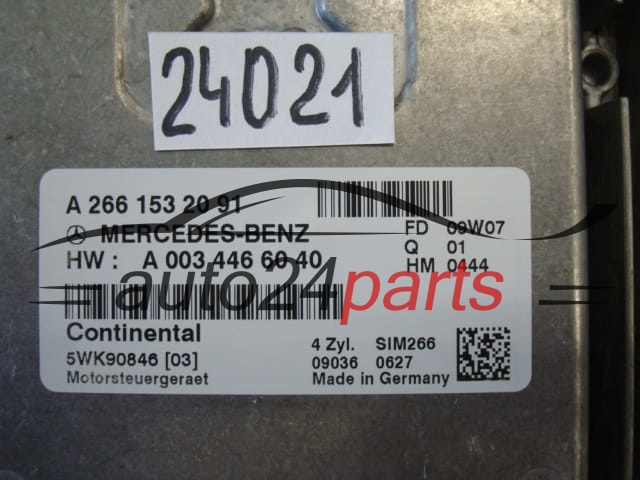 24021
A 266 153 20 91
MERCEDES-BENZ
HW : A 003 446 60 40
FD 09W07
Q 01
HM 0444
auto24parts
Continental
5WK90846 [03]
Motorsteuergeraet
4 Zyl. SIM266
09036 0627
Made in Germany